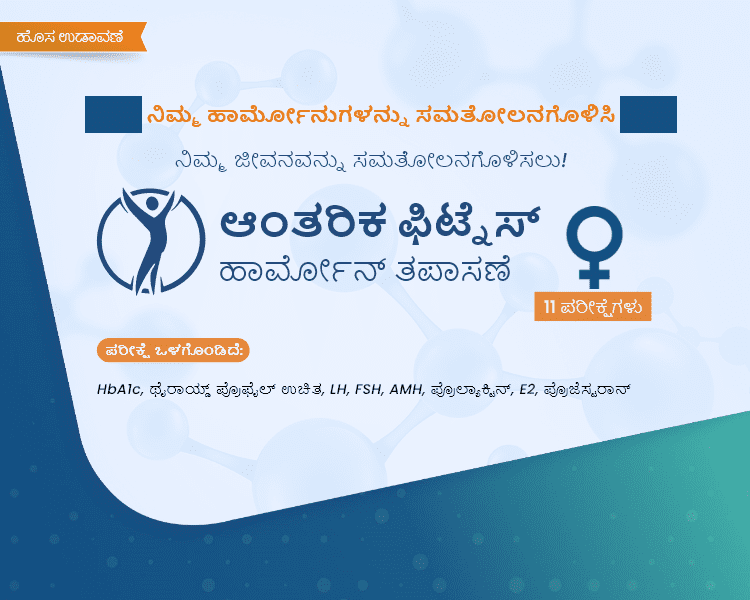 ಹೊಸ ಉಡಾವಣೆ
ನಿಮ್ಮ ಹಾರ್ಮೋನುಗಳನ್ನು ಸಮತೋಲನಗೊಳಿಸಿ
ನಿಮ್ಮ ಜೀವನವನ್ನು ಸಮತೋಲನಗೊಳಿಸಲು!
ಆಂತರಿಕ ಫಿಟ್ನೆಸ್
ಹಾರ್ಮೋನ್ ತಪಾಸಣೆ
11 ಪರೀಕ್ಷೆಗಳು
ಪರೀಕ್ಷೆ ಒಳಗೊಂಡಿದೆ:
HbA1c, ಥೈರಾಯ್ಡ್ ಪ್ರೊಫೈಲ್ ಉಚಿತ, LH, FSH, AMH, ಪ್ರೊಲ್ಯಾಕ್ಟಿನ್, E2, ಪ್ರೊಜೆಸ್ಟರಾನ್